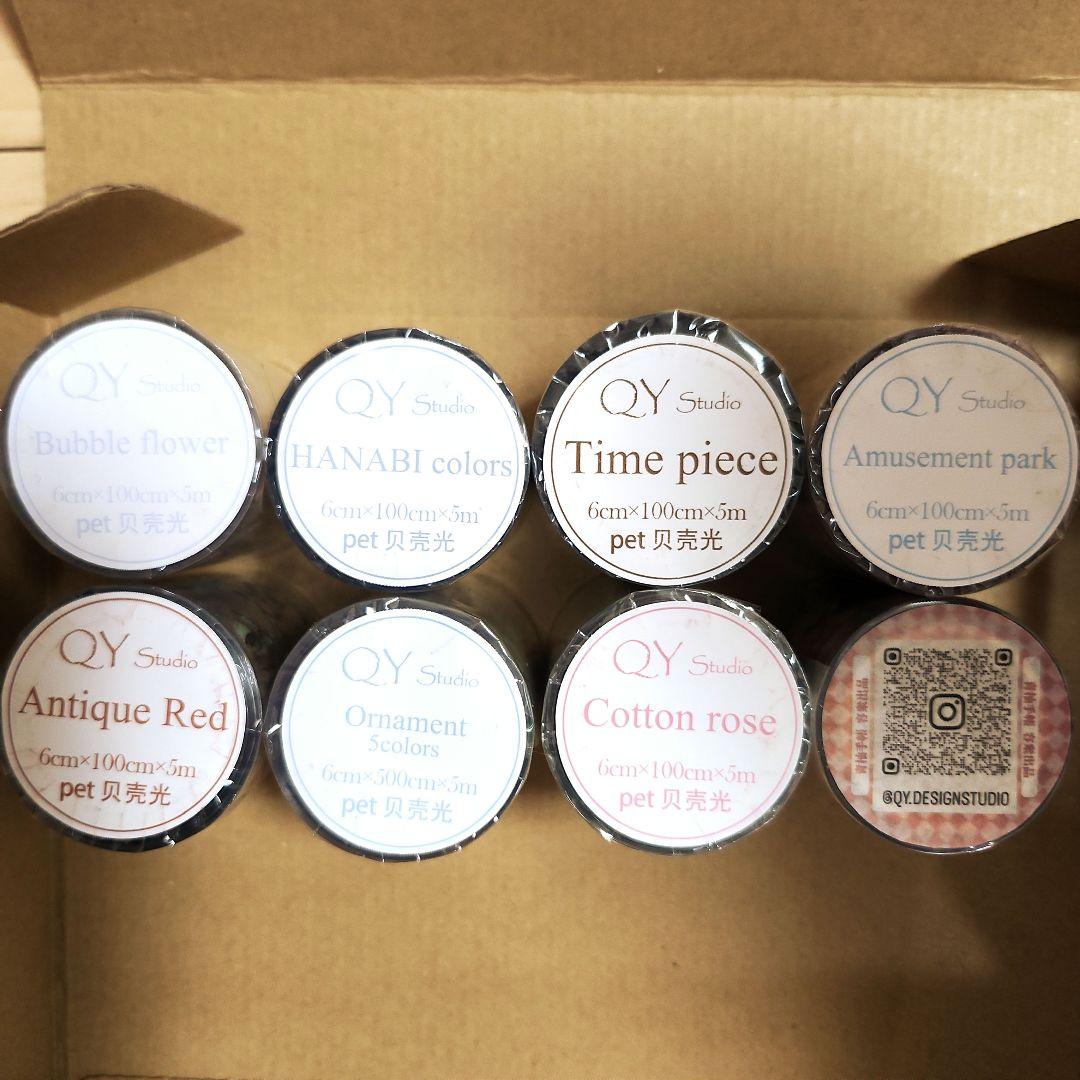 QY Studio
Bubble flower
6cm×100cm×5m
pet 贝壳光
QY Studio
HANABI colors
6cm×100cm×5m
pet 贝壳光
QY Studio
Time piece
6cm×100cm×5m
pet 贝壳光
QY Studio
Amusement park
6cm×100cm×5m
pet 贝壳光
QY Studio
Antique Red
6cm×100cm×5m
pet 贝壳光
QY Studio
Ornament
5colors
6cm×500cm×5m
pet 贝壳光
QY Studio
Cotton rose
6cm×100cm×5m
pet 贝壳光
@QY.DESIGNSTUDIO